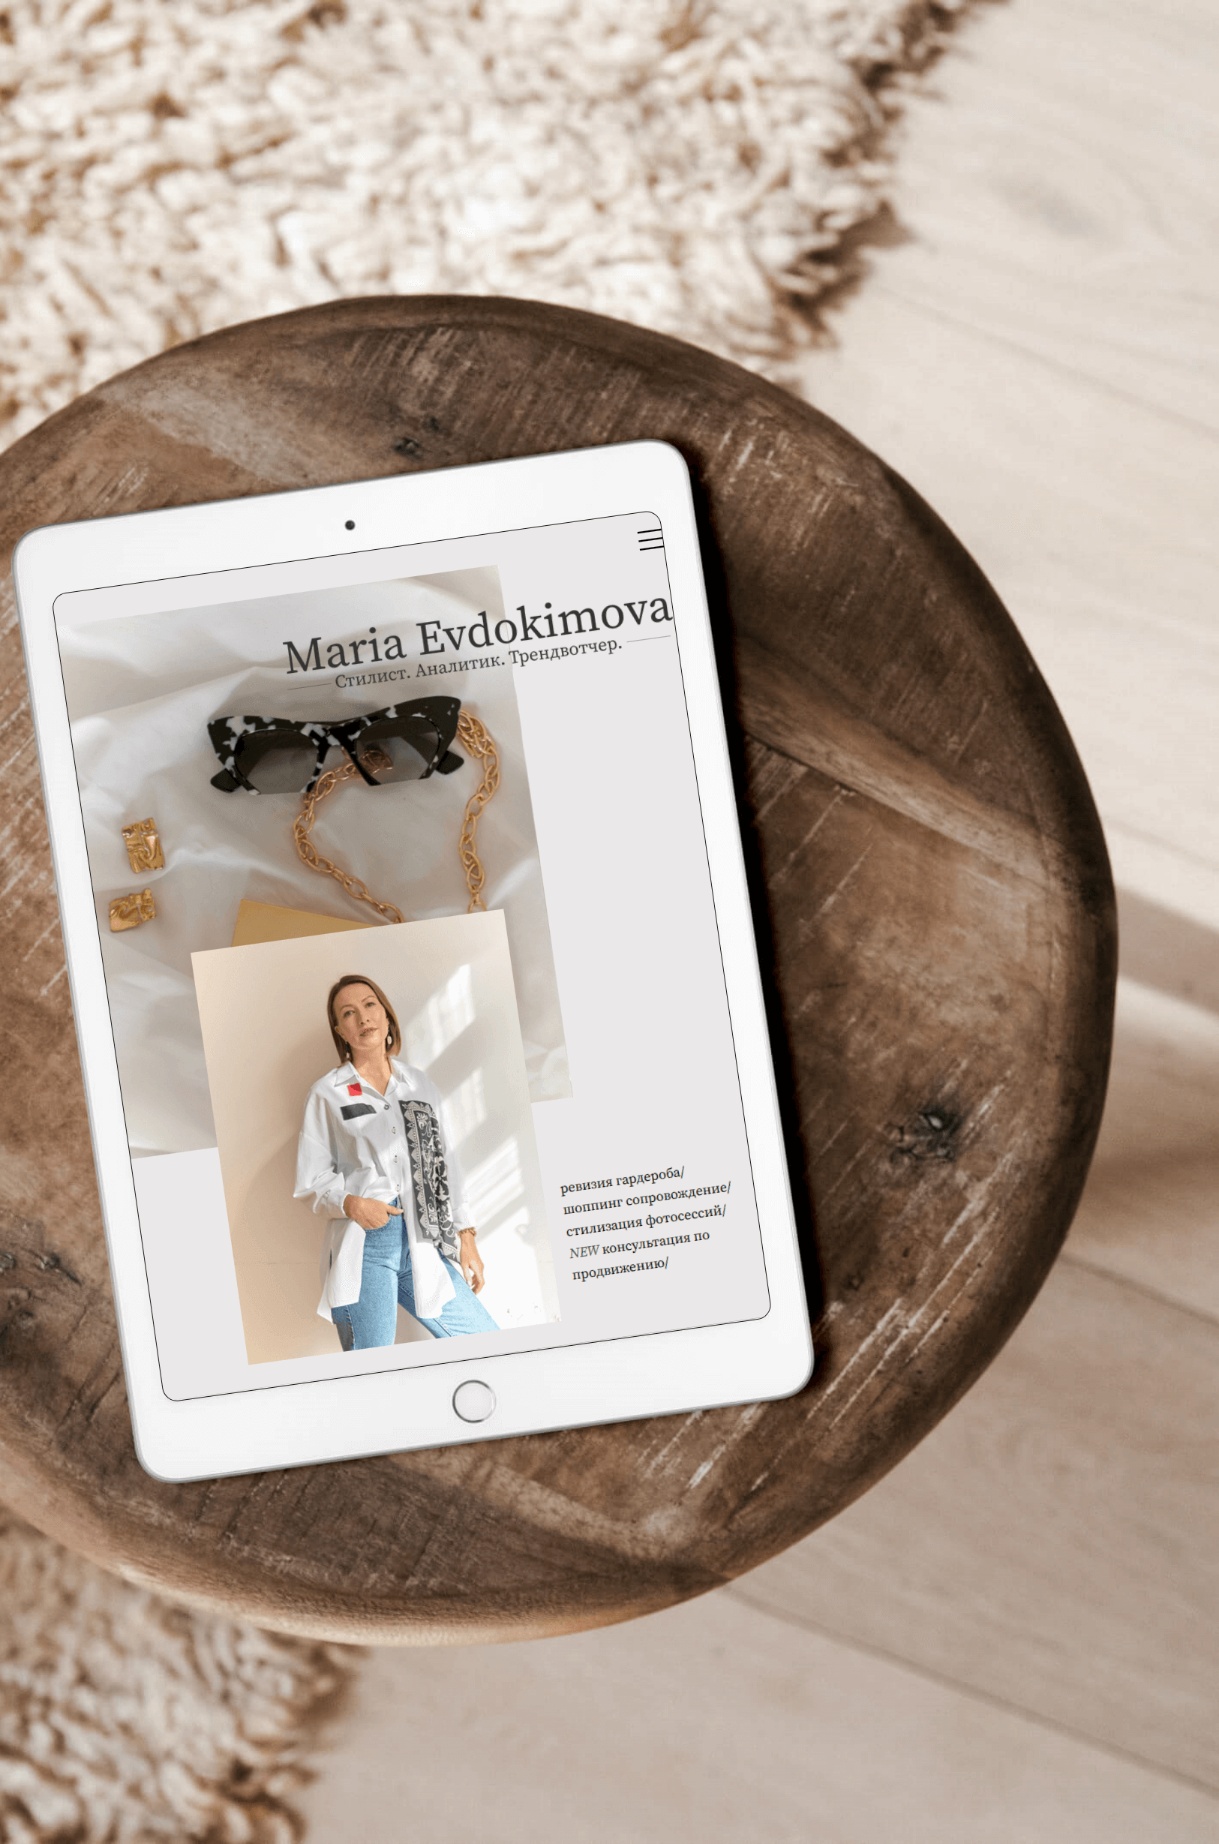 Maria Evdokimova
Стилист. Аналитик. Трендвотчер.
ревизия гардероба/
шоппинг сопровождение/
стилизация фотосессий/
NEW консультация по
продвижению/